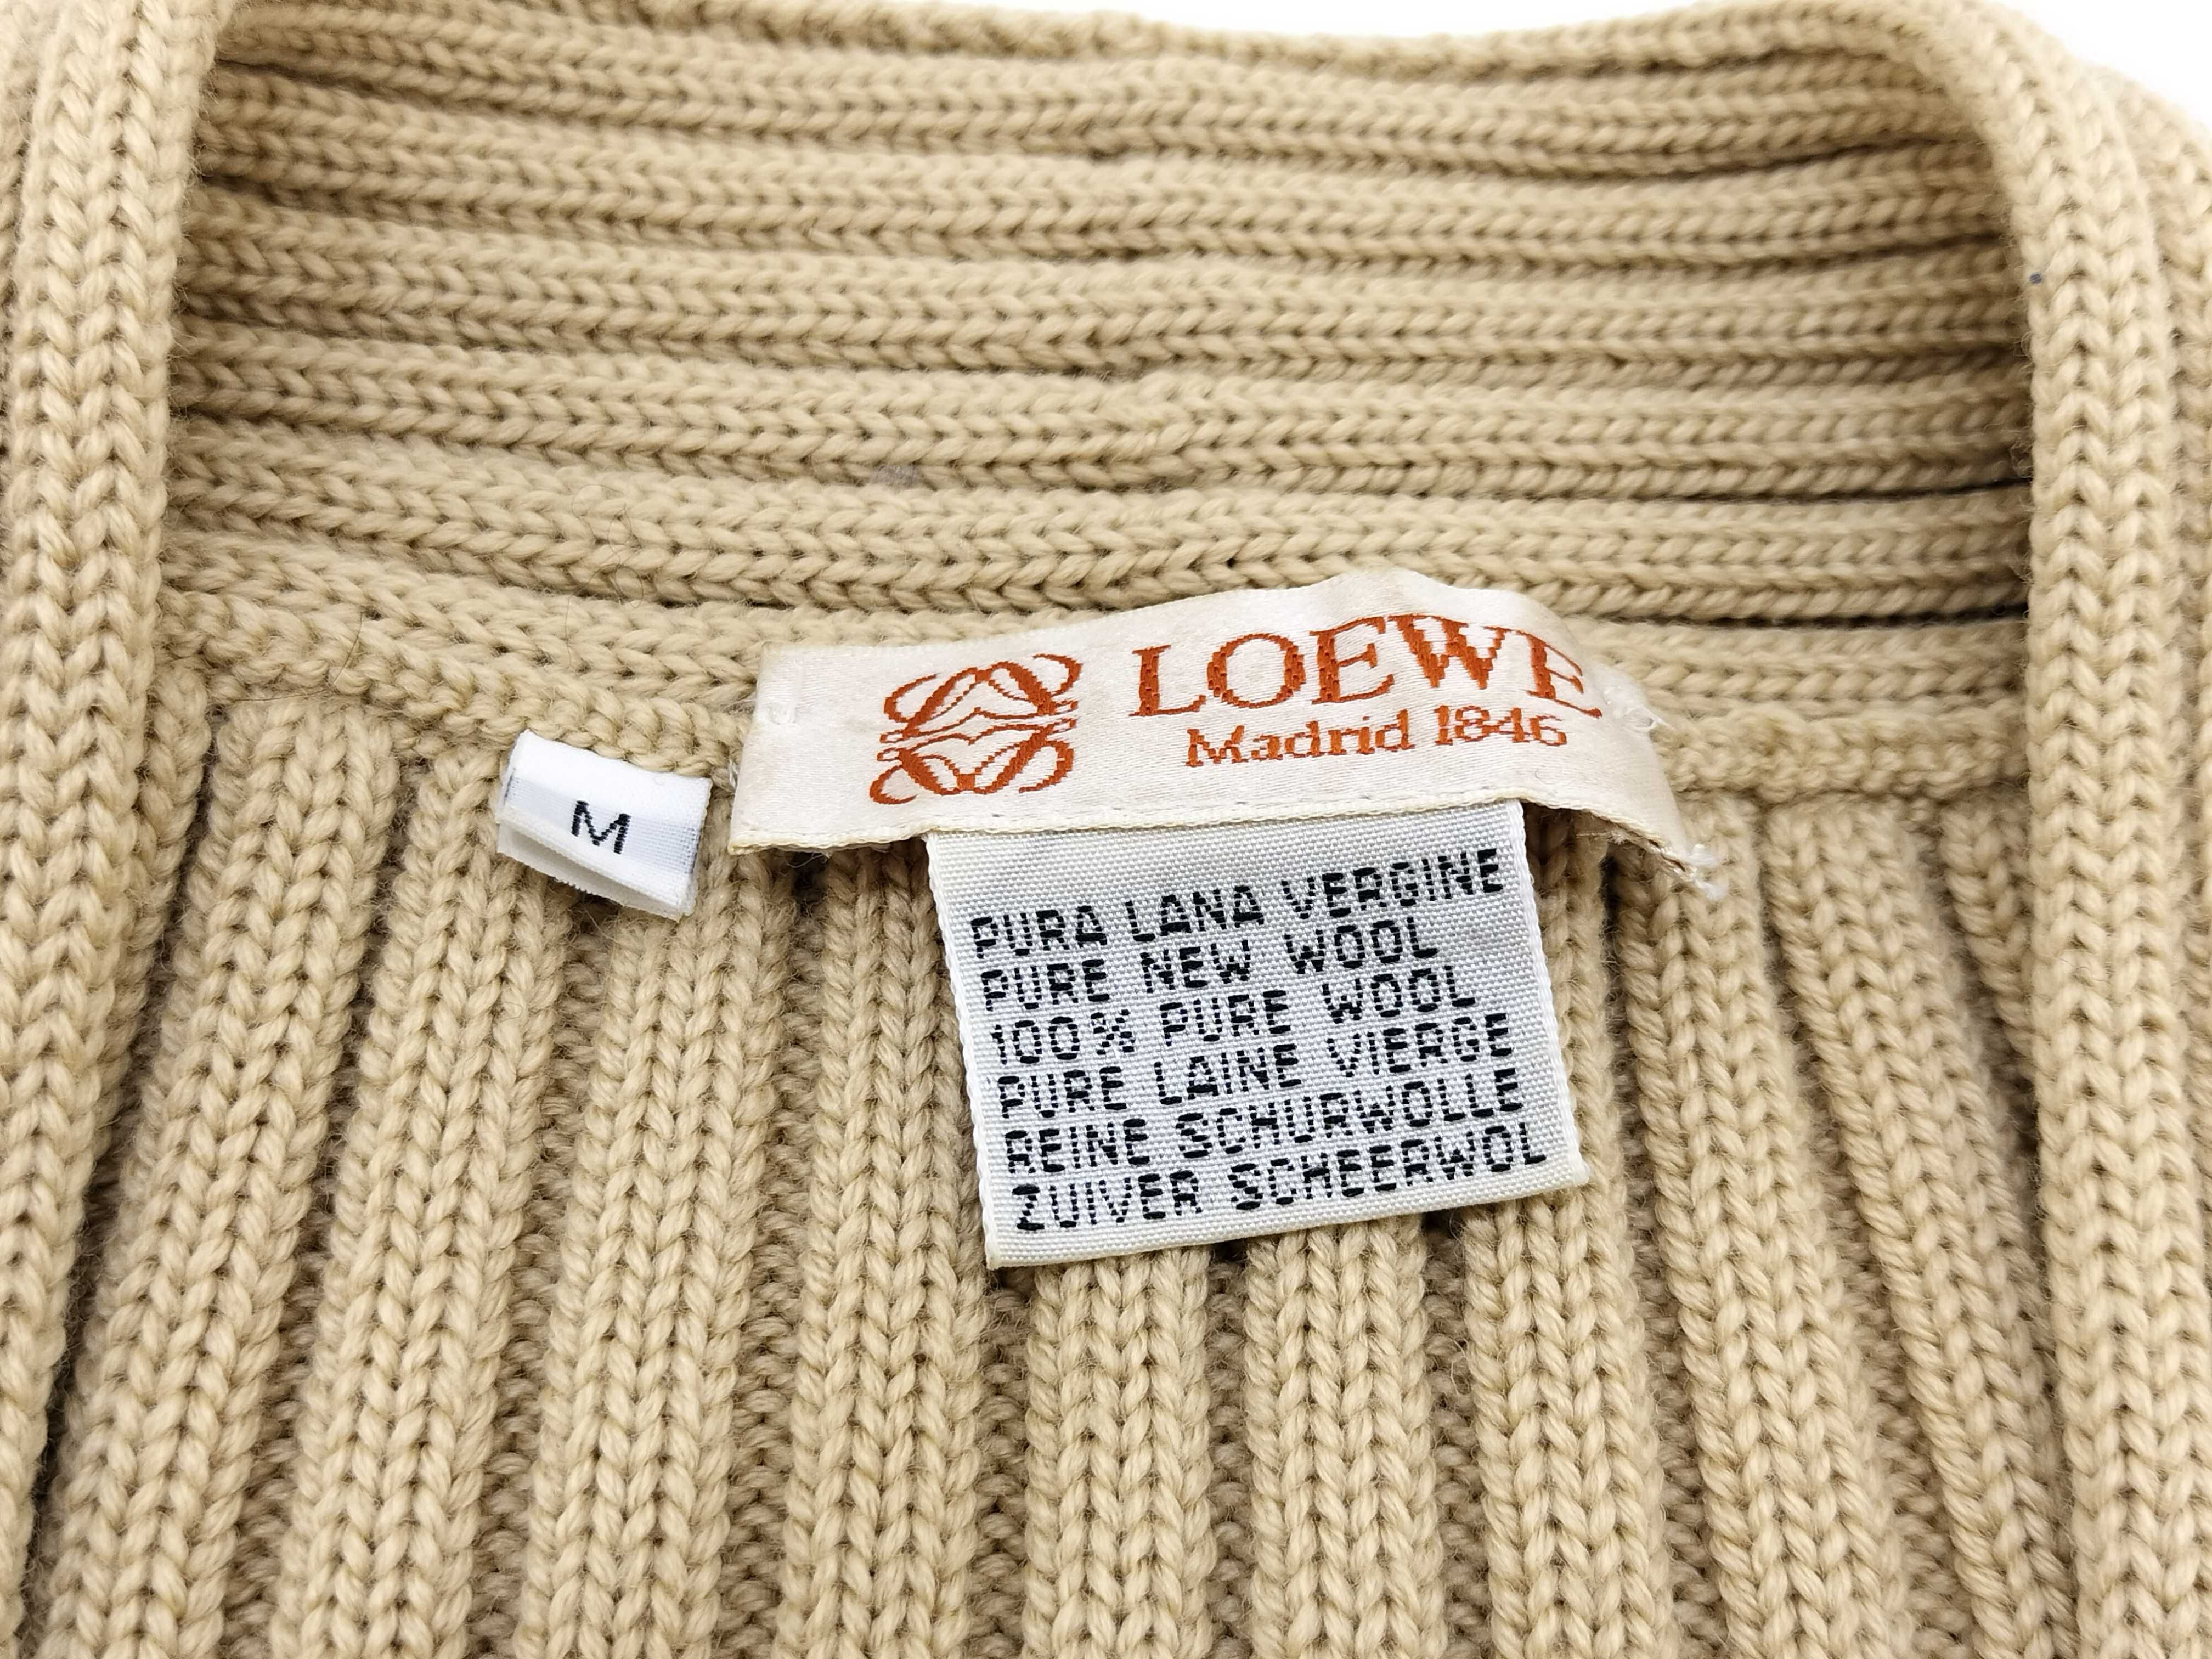 LOEWE
Madrid 1846
M
PURA LANA VERGINE
PURE NEW WOOL
100% PURE WOOL
PURE LAINE VIERGE
REINE SCHURWOLLE
ZUIVER SCHEERWOL